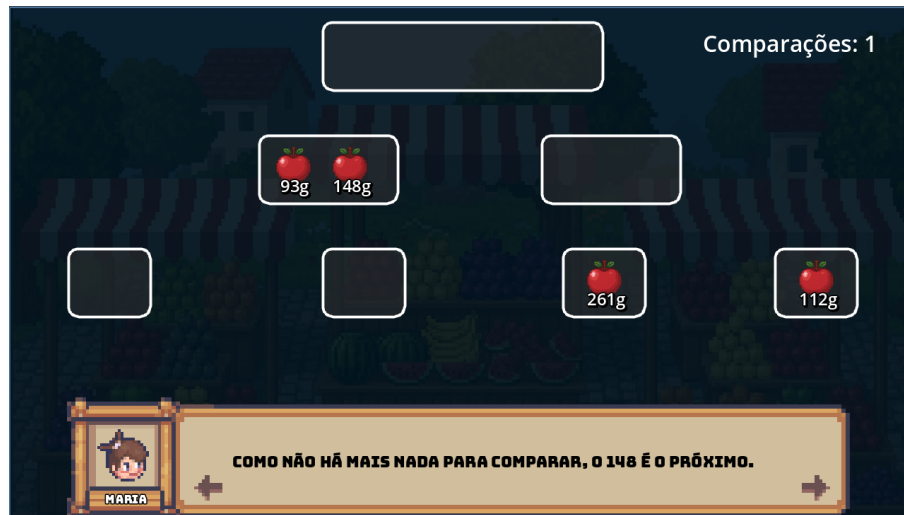 Comparações: 1
93g 148g
261g 112g
COMO NÃO HÁ MAIS NADA PARA COMPARAR, O 148 É O PRÓXIMO.
MARIA